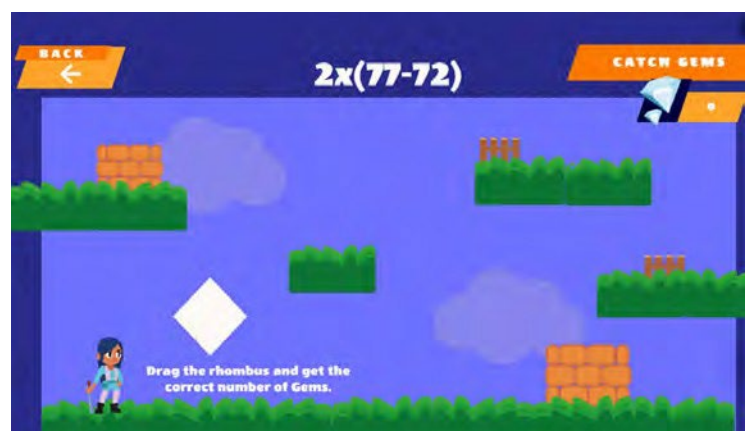 BACK
2x(77-72)
CATCH GEMS
Drag the rhombus and get the
correct number of Gems.